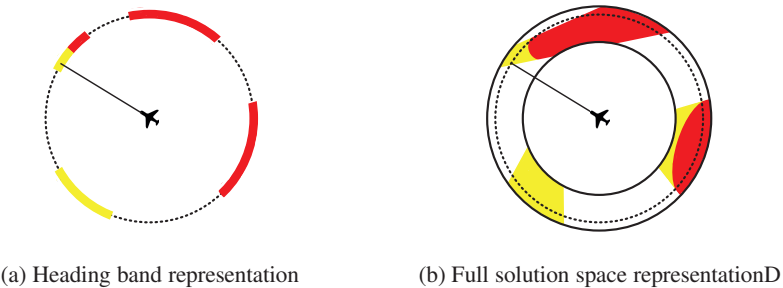 (a) Heading band representation
(b) Full solution space representationD